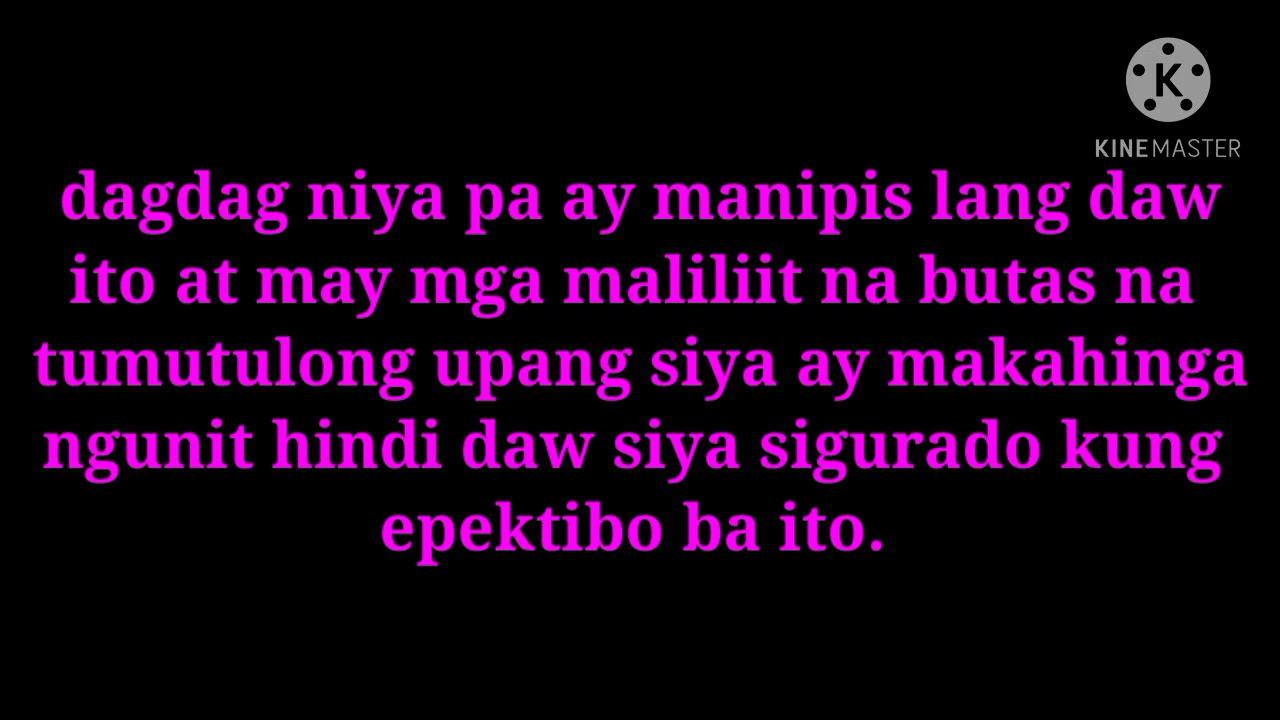 K
KINEMASTER
dagdag niya pa ay manipis lang daw
ito at may mga maliliit na butas na
tumutulong upang siya ay makahinga
ngunit hindi daw siya sigurado kung
epektibo ba ito.